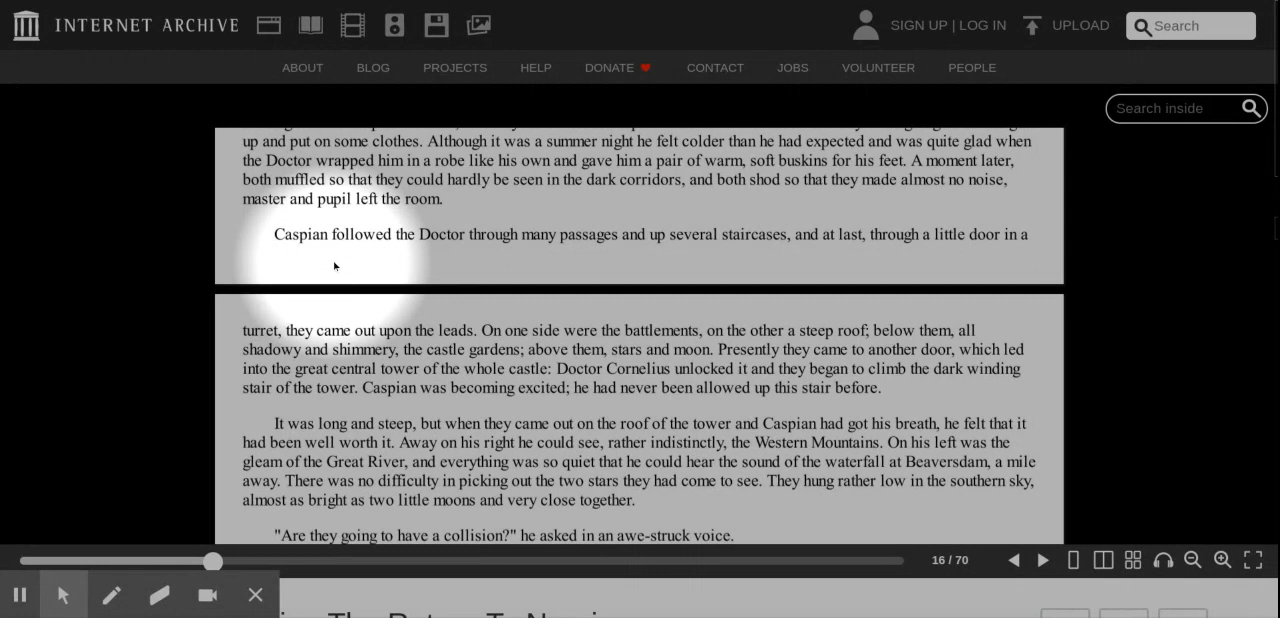 INTERNET ARCHIVE
SIGN UP | LOG IN
UPLOAD
Search
ABOUT
BLOG
PROJECTS
HELP
DONATE
CONTACT
JOBS
VOLUNTEER
PEOPLE
Search inside
up and put on some clothes. Although it was a summer night he felt colder than he had expected and was quite glad when
the Doctor wrapped him in a robe like his own and gave him a pair of warm, soft buskins for his feet. A moment later,
both muffled so that they could hardly be seen in the dark corridors, and both shod so that they made almost no noise,
master and pupil left the room.
Caspian followed the Doctor through many passages and up several staircases, and at last, through a little door in a
turret, they came out upon the leads. On one side were the battlements, on the other a steep roof; below them, all
shadowy and shimmery, the castle gardens; above them, stars and moon. Presently they came to another door, which led
into the great central tower of the whole castle: Doctor Cornelius unlocked it and they began to climb the dark winding
stair of the tower. Caspian was becoming excited; he had never been allowed up this stair before.
It was long and steep, but when they came out on the roof of the tower and Caspian had got his breath, he felt that it
had been well worth it. Away on his right he could see, rather indistinctly, the Western Mountains. On his left was the
gleam of the Great River, and everything was so quiet that he could hear the sound of the waterfall at Beaversdam, a mile
away. There was no difficulty in picking out the two stars they had come to see. They hung rather low in the southern sky,
almost as bright as two little moons and very close together.
"Are they going to have a collision?" he asked in an awe-struck voice.
16 / 70